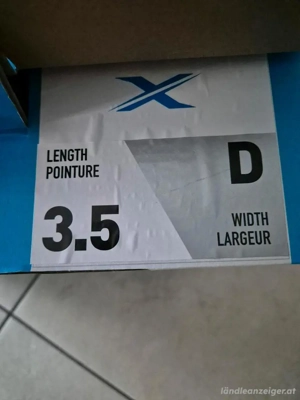 X
LENGTH
POINTURE
3.5
D
WIDTH
LARGEUR
ländleanzeiger.at